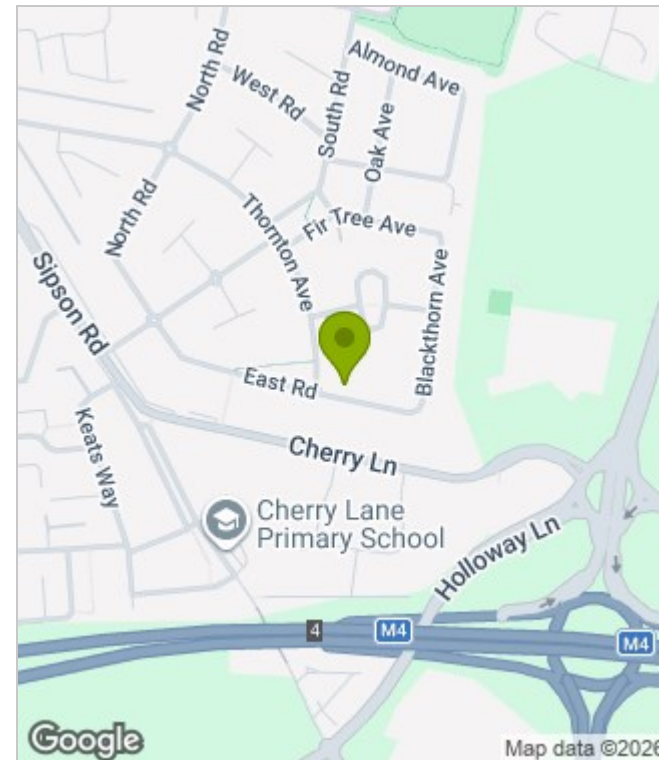 Almond Ave
North Rd
West Rd
South Rd
Oak Ave
Thornton Ave
Fir Tree Ave
North Rd
Sipson Rd
Blackthorn Ave
East Rd
Keats Way
Cherry Ln
Cherry Lane
Primary School
Holloway Ln
4
M4
M4
Google
Map data ©2026